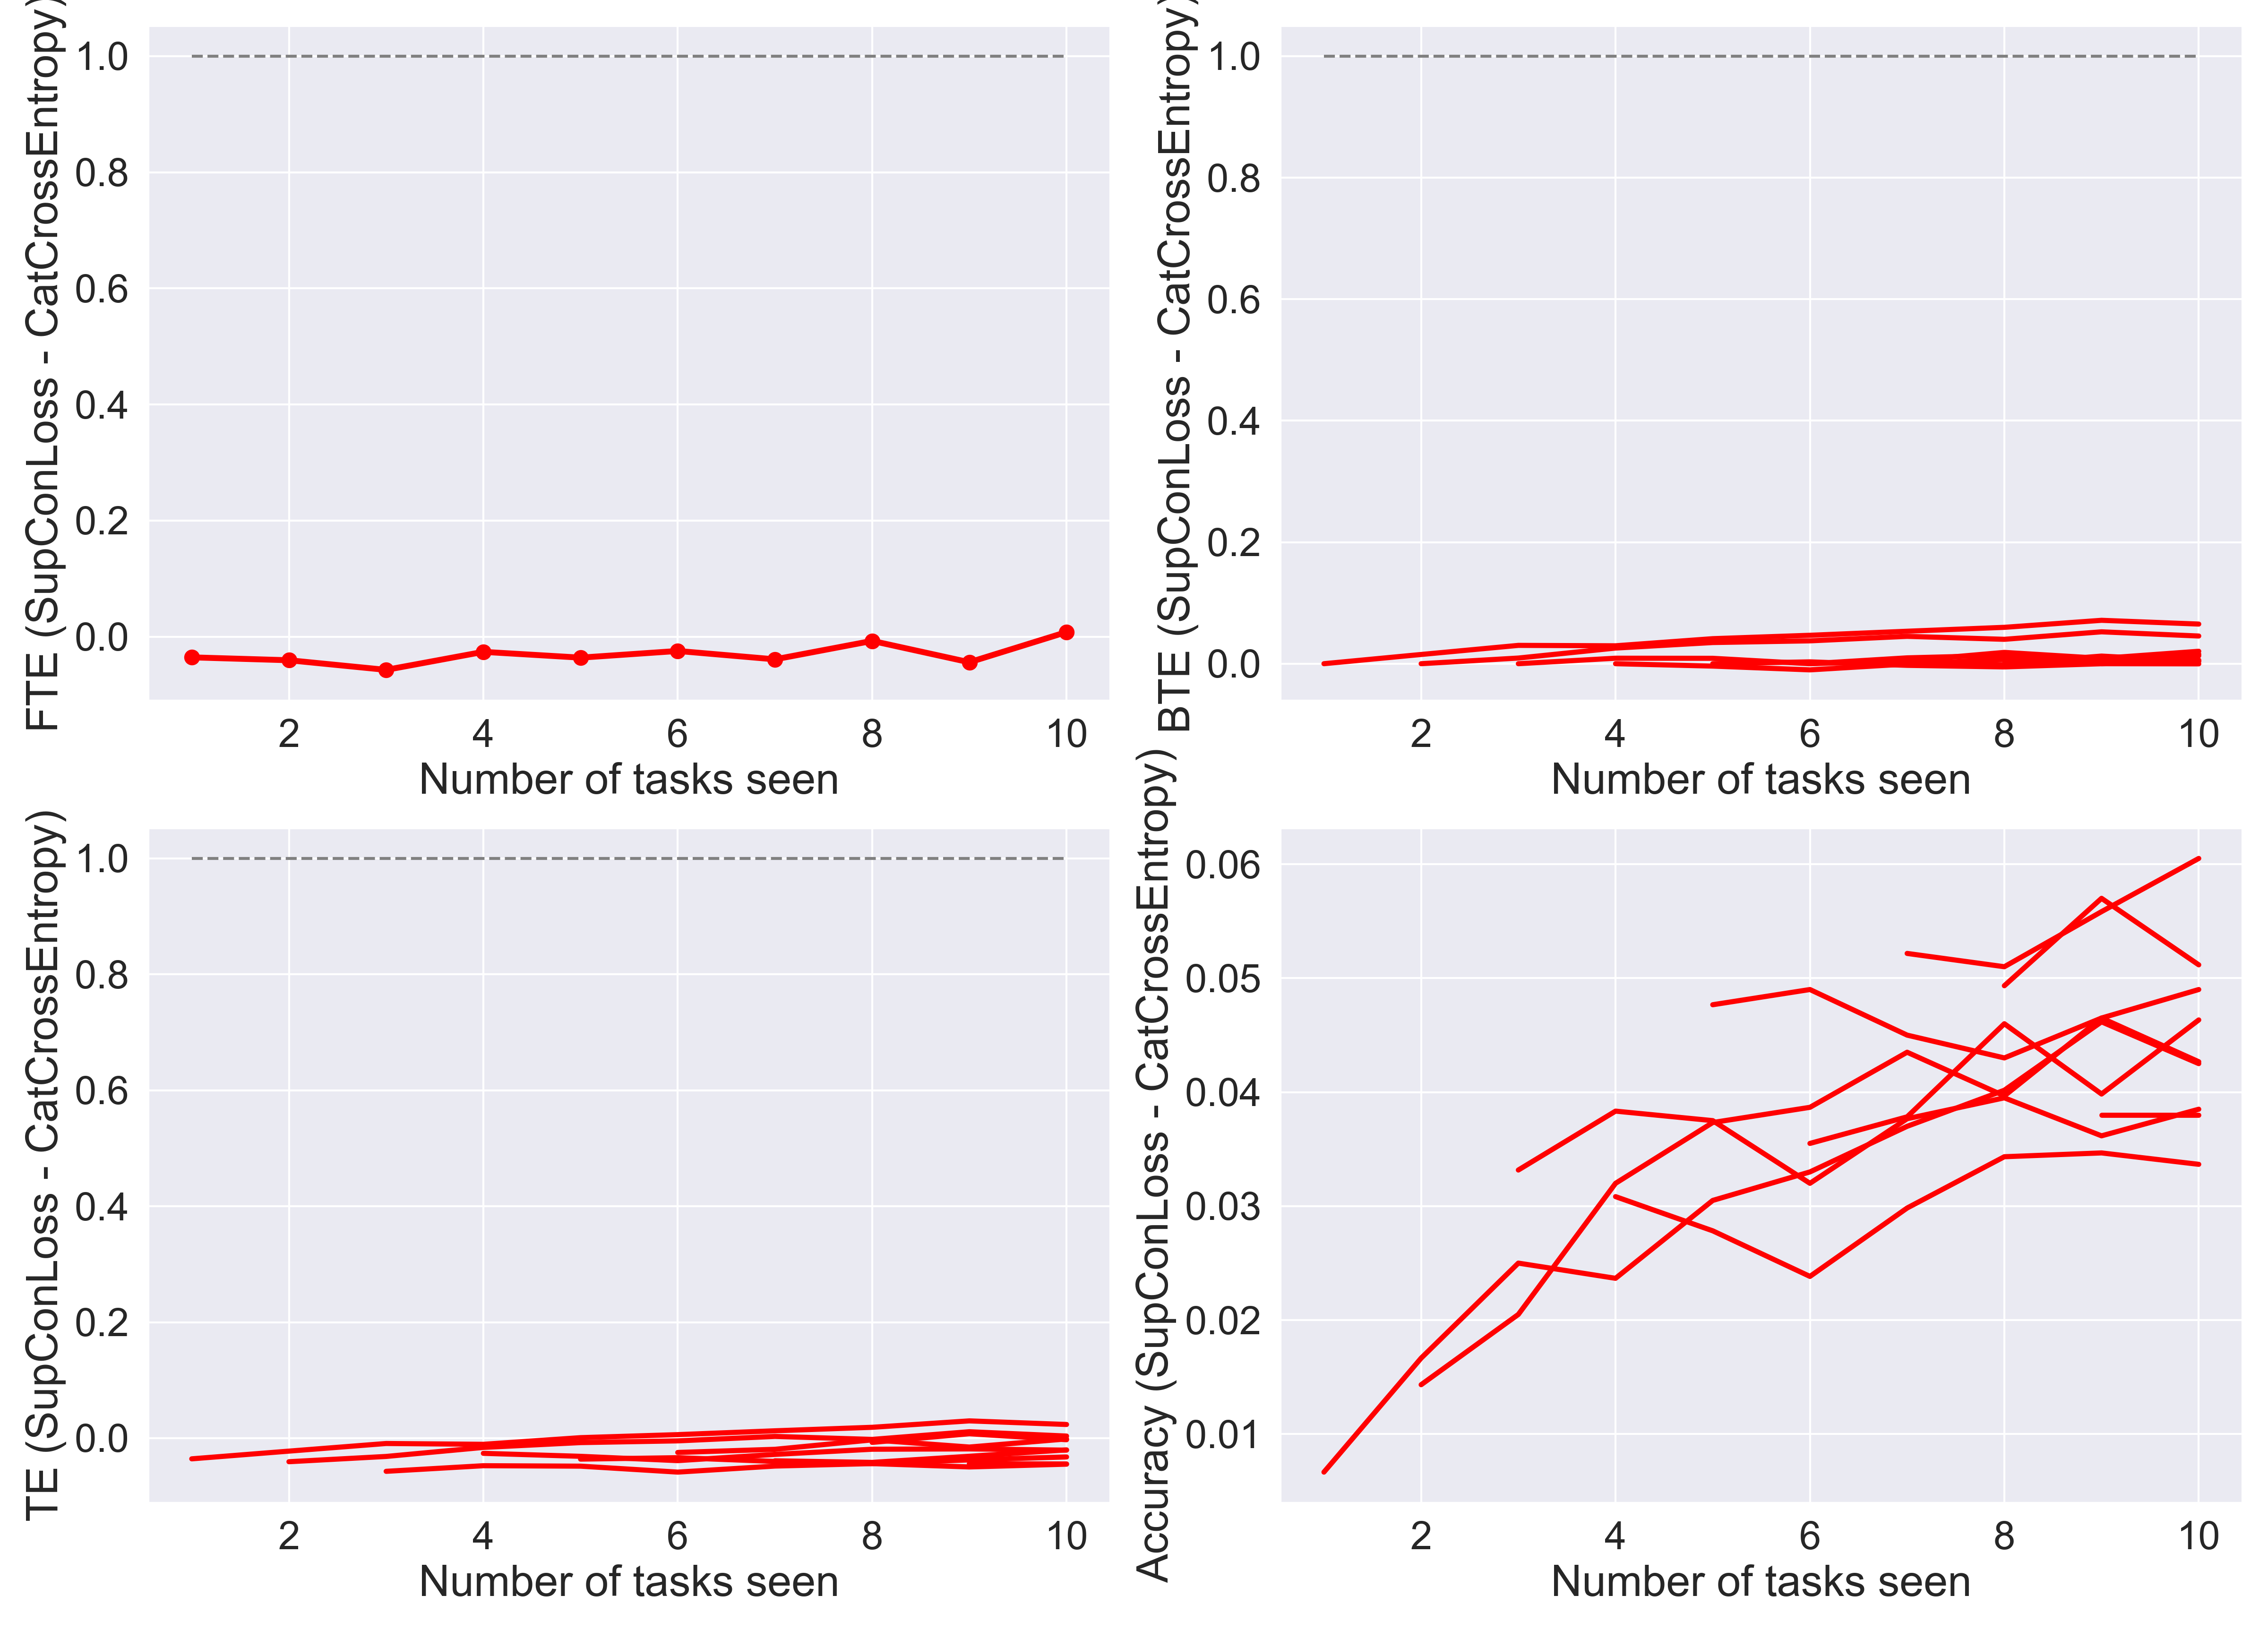 FTE (SupConLoss - CatCrossEntropy)
1.0
0.8
0.6
0.4
0.2
0.0
2 4 6 8 10
Number of tasks seen
BTE (SupConLoss - CatCrossEntropy)
1.0
0.8
0.6
0.4
0.2
0.0
2 4 6 8 10
Number of tasks seen
TE (SupConLoss - CatCrossEntropy)
1.0
0.8
0.6
0.4
0.2
0.0
2 4 6 8 10
Number of tasks seen
Accuracy (SupConLoss - CatCrossEntropy)
0.06
0.05
0.04
0.03
0.02
0.01
2 4 6 8 10
Number of tasks seen